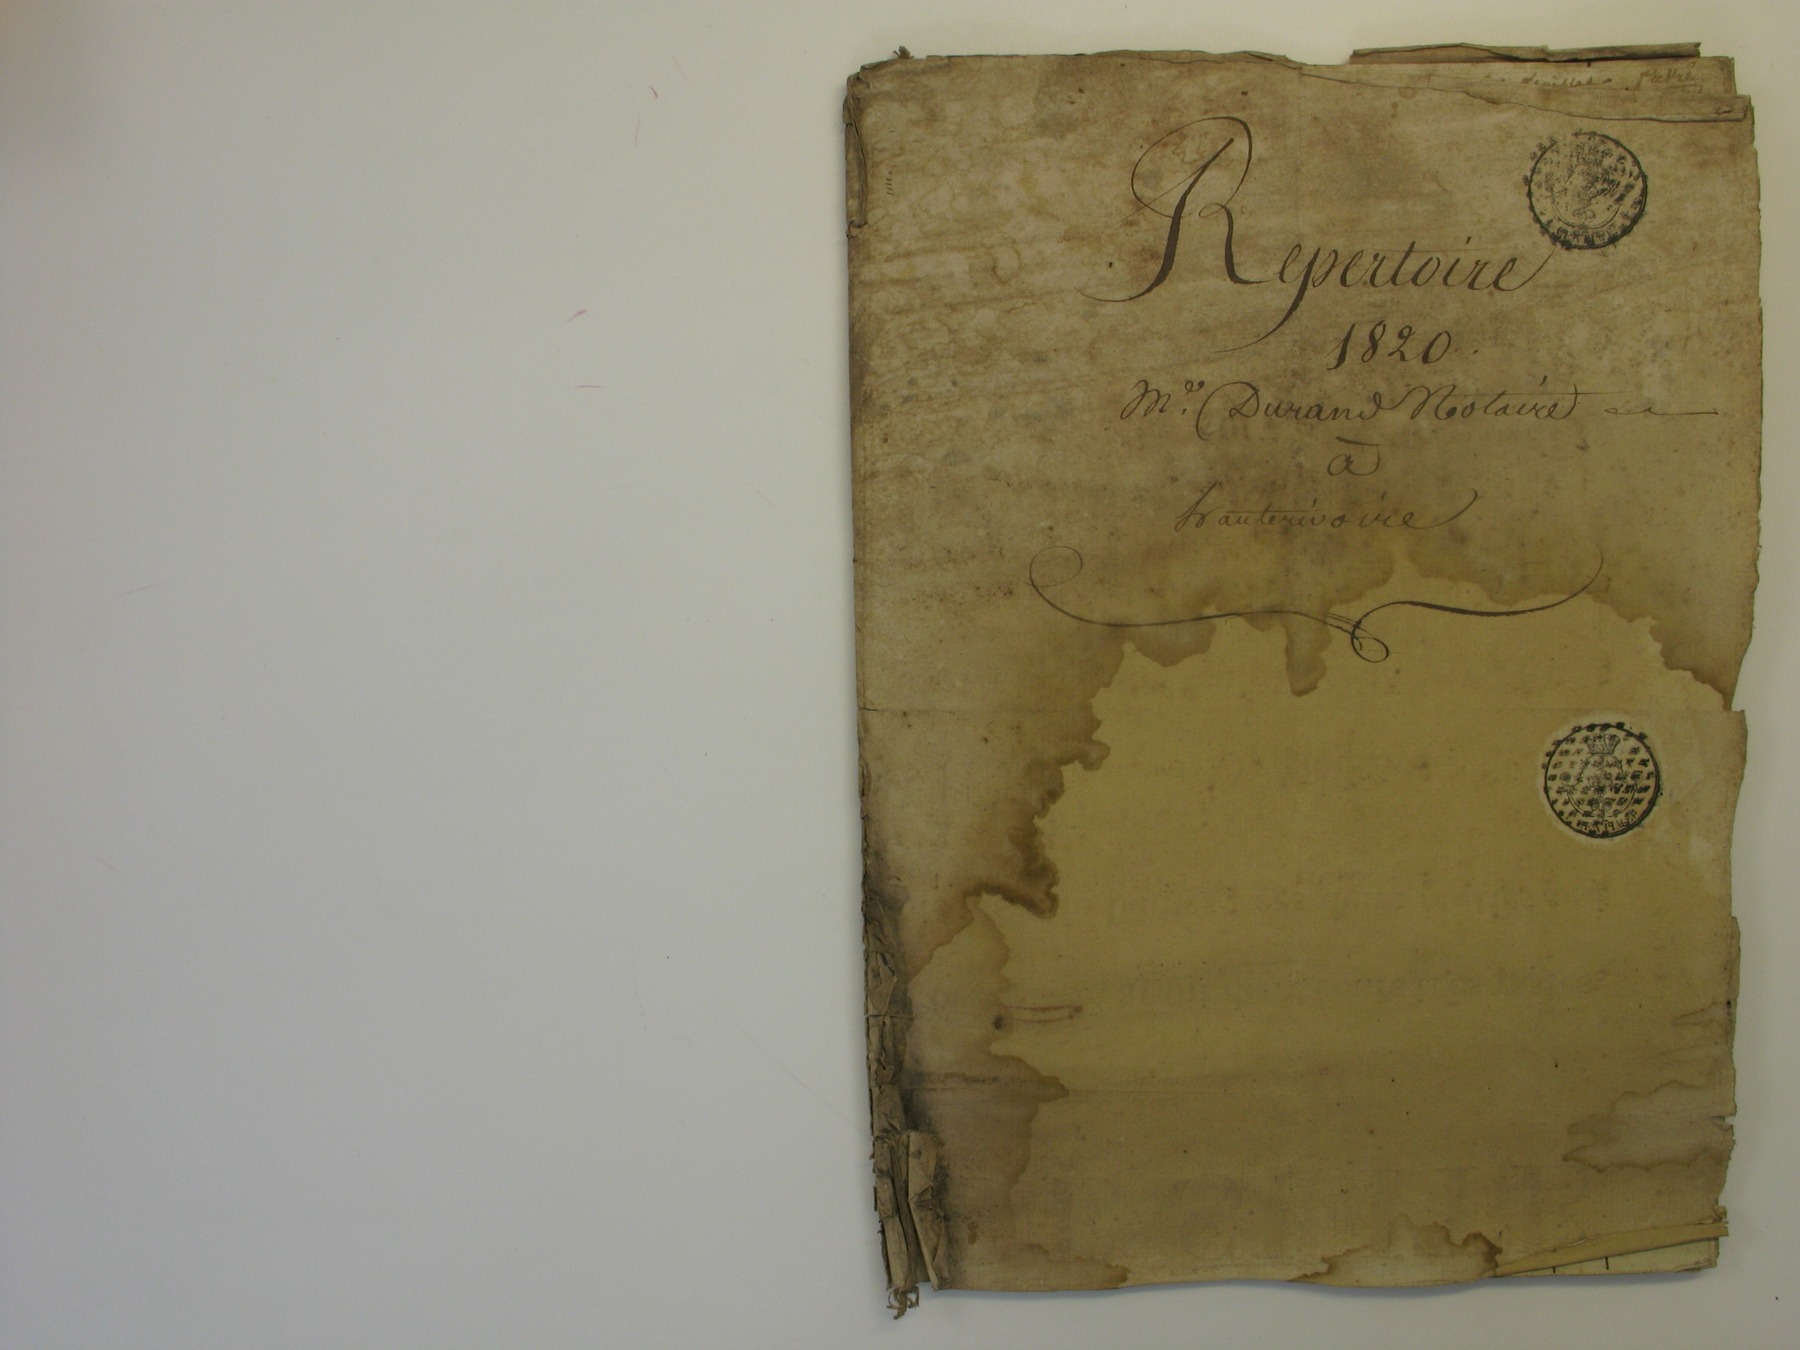 Repertoire
1820.
Me. Durand Notaire
à
hauterivoire